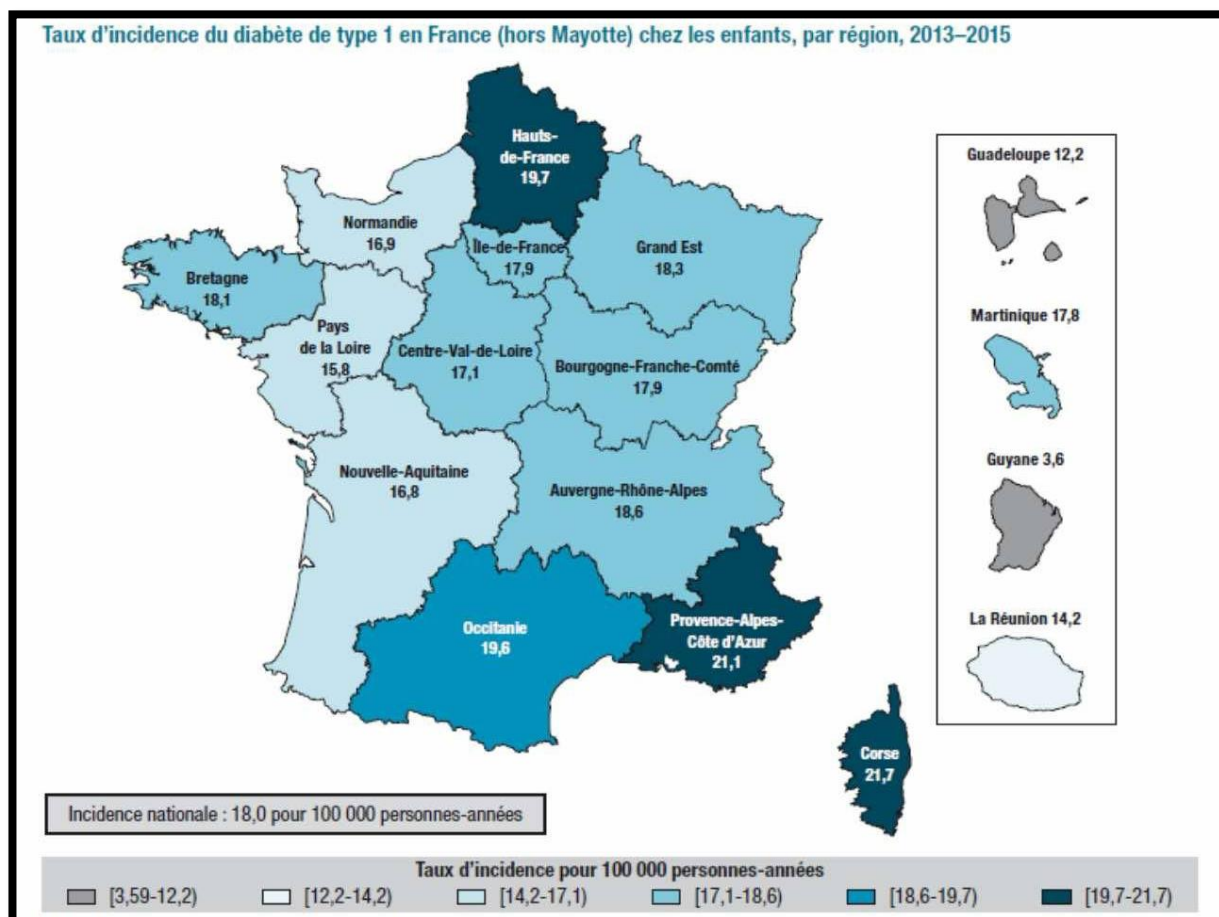 Taux d'incidence du diabète de type 1 en France (hors Mayotte) chez les enfants, par région, 2013–2015
Hauts-
de-France
19,7
Normandie
16,9
Île-de-France
17,9
Grand Est
18,3
Bretagne
18,1
Pays
de la Loire
15,8
Centre-Val-de-Loire
17,1
Bourgogne-Franche-Comté
17,9
Nouvelle-Aquitaine
16,8
Auvergne-Rhône-Alpes
18,6
Occitanie
19,6
Provence-Alpes-
Côte d'Azur
21,1
Corse
21,7
Guadeloupe 12,2
Martinique 17,8
Guyane 3,6
La Réunion 14,2
Incidence nationale : 18,0 pour 100 000 personnes-années
Taux d'incidence pour 100 000 personnes-années
[3,59-12,2) [12,2-14,2) [14,2-17,1) [17,1-18,6) [18,6-19,7) [19,7-21,7)